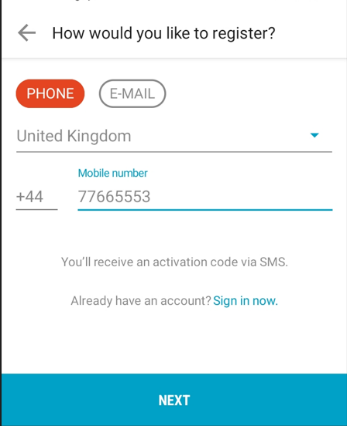 How would you like to register?
PHONE
E-MAIL
United Kingdom
Mobile number
+44 77665553
You'll receive an activation code via SMS.
Already have an account? Sign in now.
NEXT